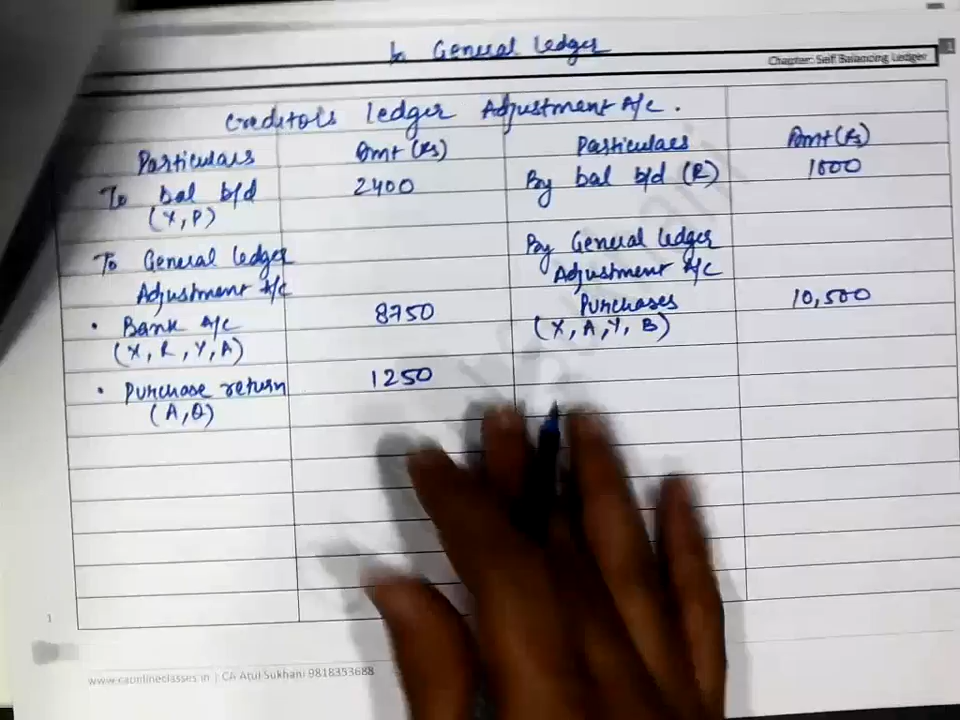 In General Ledger
1
Chapter: Self Balancing Ledger
Creditors ledger Adjustment A/c.
Particulars Amt (Rs) Particulars Amt (Rs)
To bal b/d 2400 By bal b/d (R) 1600
(X, P)
To General ledger By General ledger
Adjustment A/c Adjustment A/c
• Bank A/c 8750 Purchases 10,500
(X, R, Y, A) (X, A, Y, B)
• Purchase return 1250
(A, Q)
1
www.caonlineclasses.in | CA Atul Sukhani 9818353688